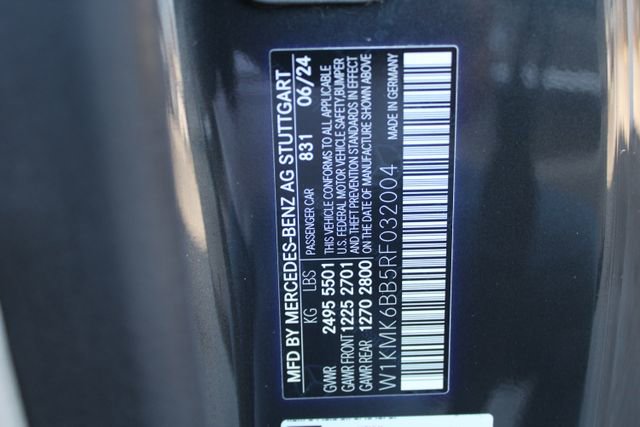 MFD BY MERCEDES-BENZ AG STUTTGART
KG LBS PASSENGER CAR 831 06/24
GVWR 2495 5501 THIS VEHICLE CONFORMS TO ALL APPLICABLE
GAWR FRONT 1225 2701 U.S. FEDERAL MOTOR VEHICLE SAFETY,BUMPER
AND THEFT PREVENTION STANDARDS IN EFFECT
GAWR REAR 1270 2800 ON THE DATE OF MANUFACTURE SHOWN ABOVE
W1KMK6BB5RF032004 MADE IN GERMANY